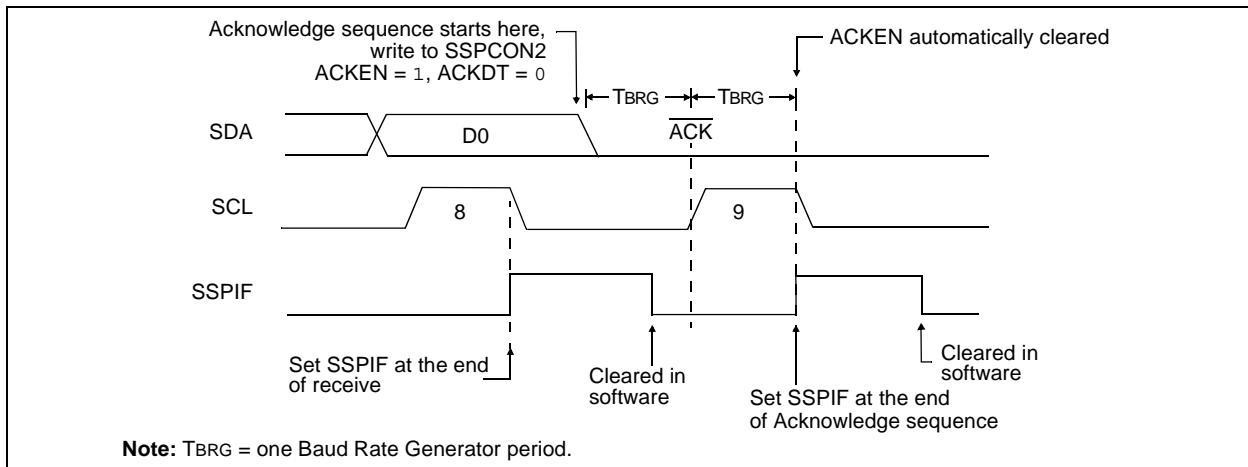 Acknowledge sequence starts here,
write to SSPCON2
ACKEN = 1, ACKDT = 0
ACKEN automatically cleared
TBRG
TBRG
SDA
D0
ACK
SCL
8
9
SSPIF
Set SSPIF at the end
of receive
Cleared in
software
Set SSPIF at the end
of Acknowledge sequence
Cleared in
software
Note: TBRG = one Baud Rate Generator period.